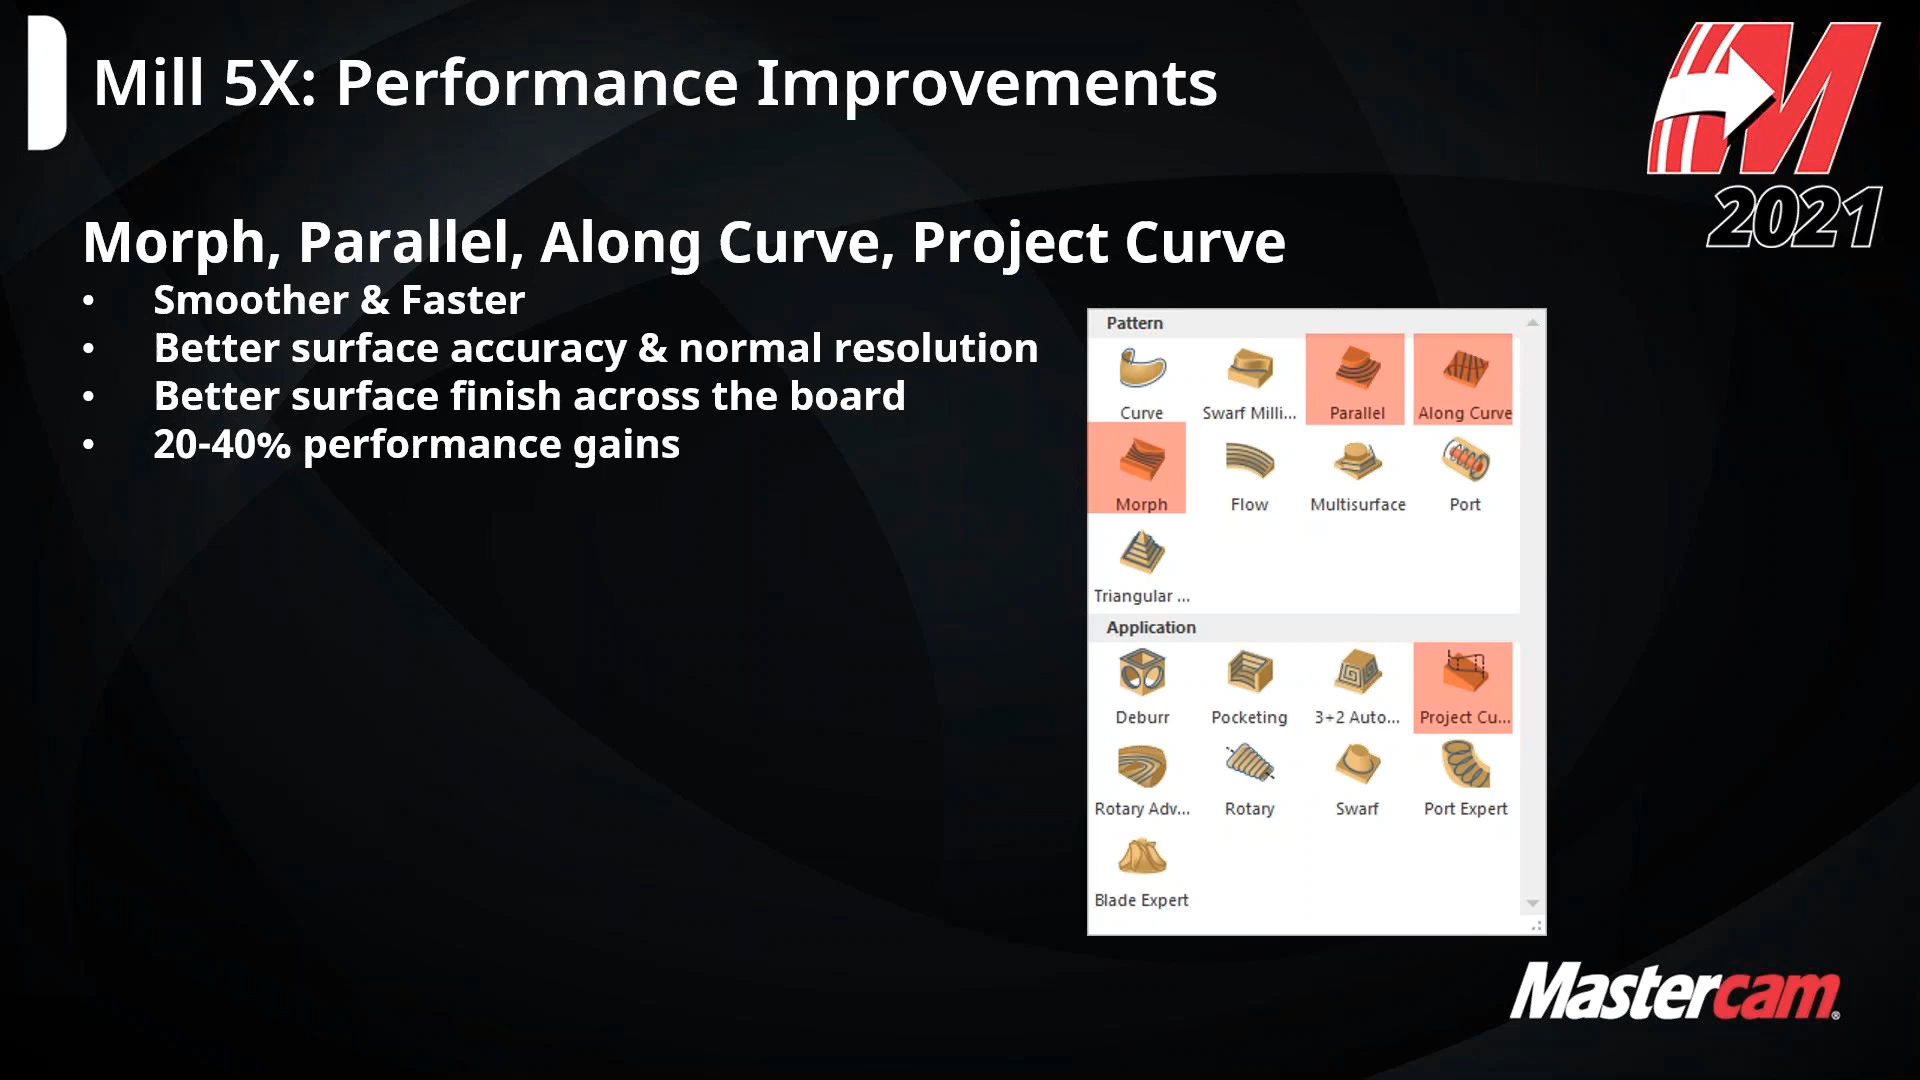 Mill 5X: Performance Improvements
M
2021
Morph, Parallel, Along Curve, Project Curve
• Smoother & Faster
• Better surface accuracy & normal resolution
• Better surface finish across the board
• 20-40% performance gains
Pattern
Curve Swarf Milli... Parallel Along Curve
Morph Flow Multisurface Port
Triangular ...
Application
Deburr Pocketing 3+2 Auto... Project Cu...
Rotary Adv... Rotary Swarf Port Expert
Blade Expert
Mastercam®